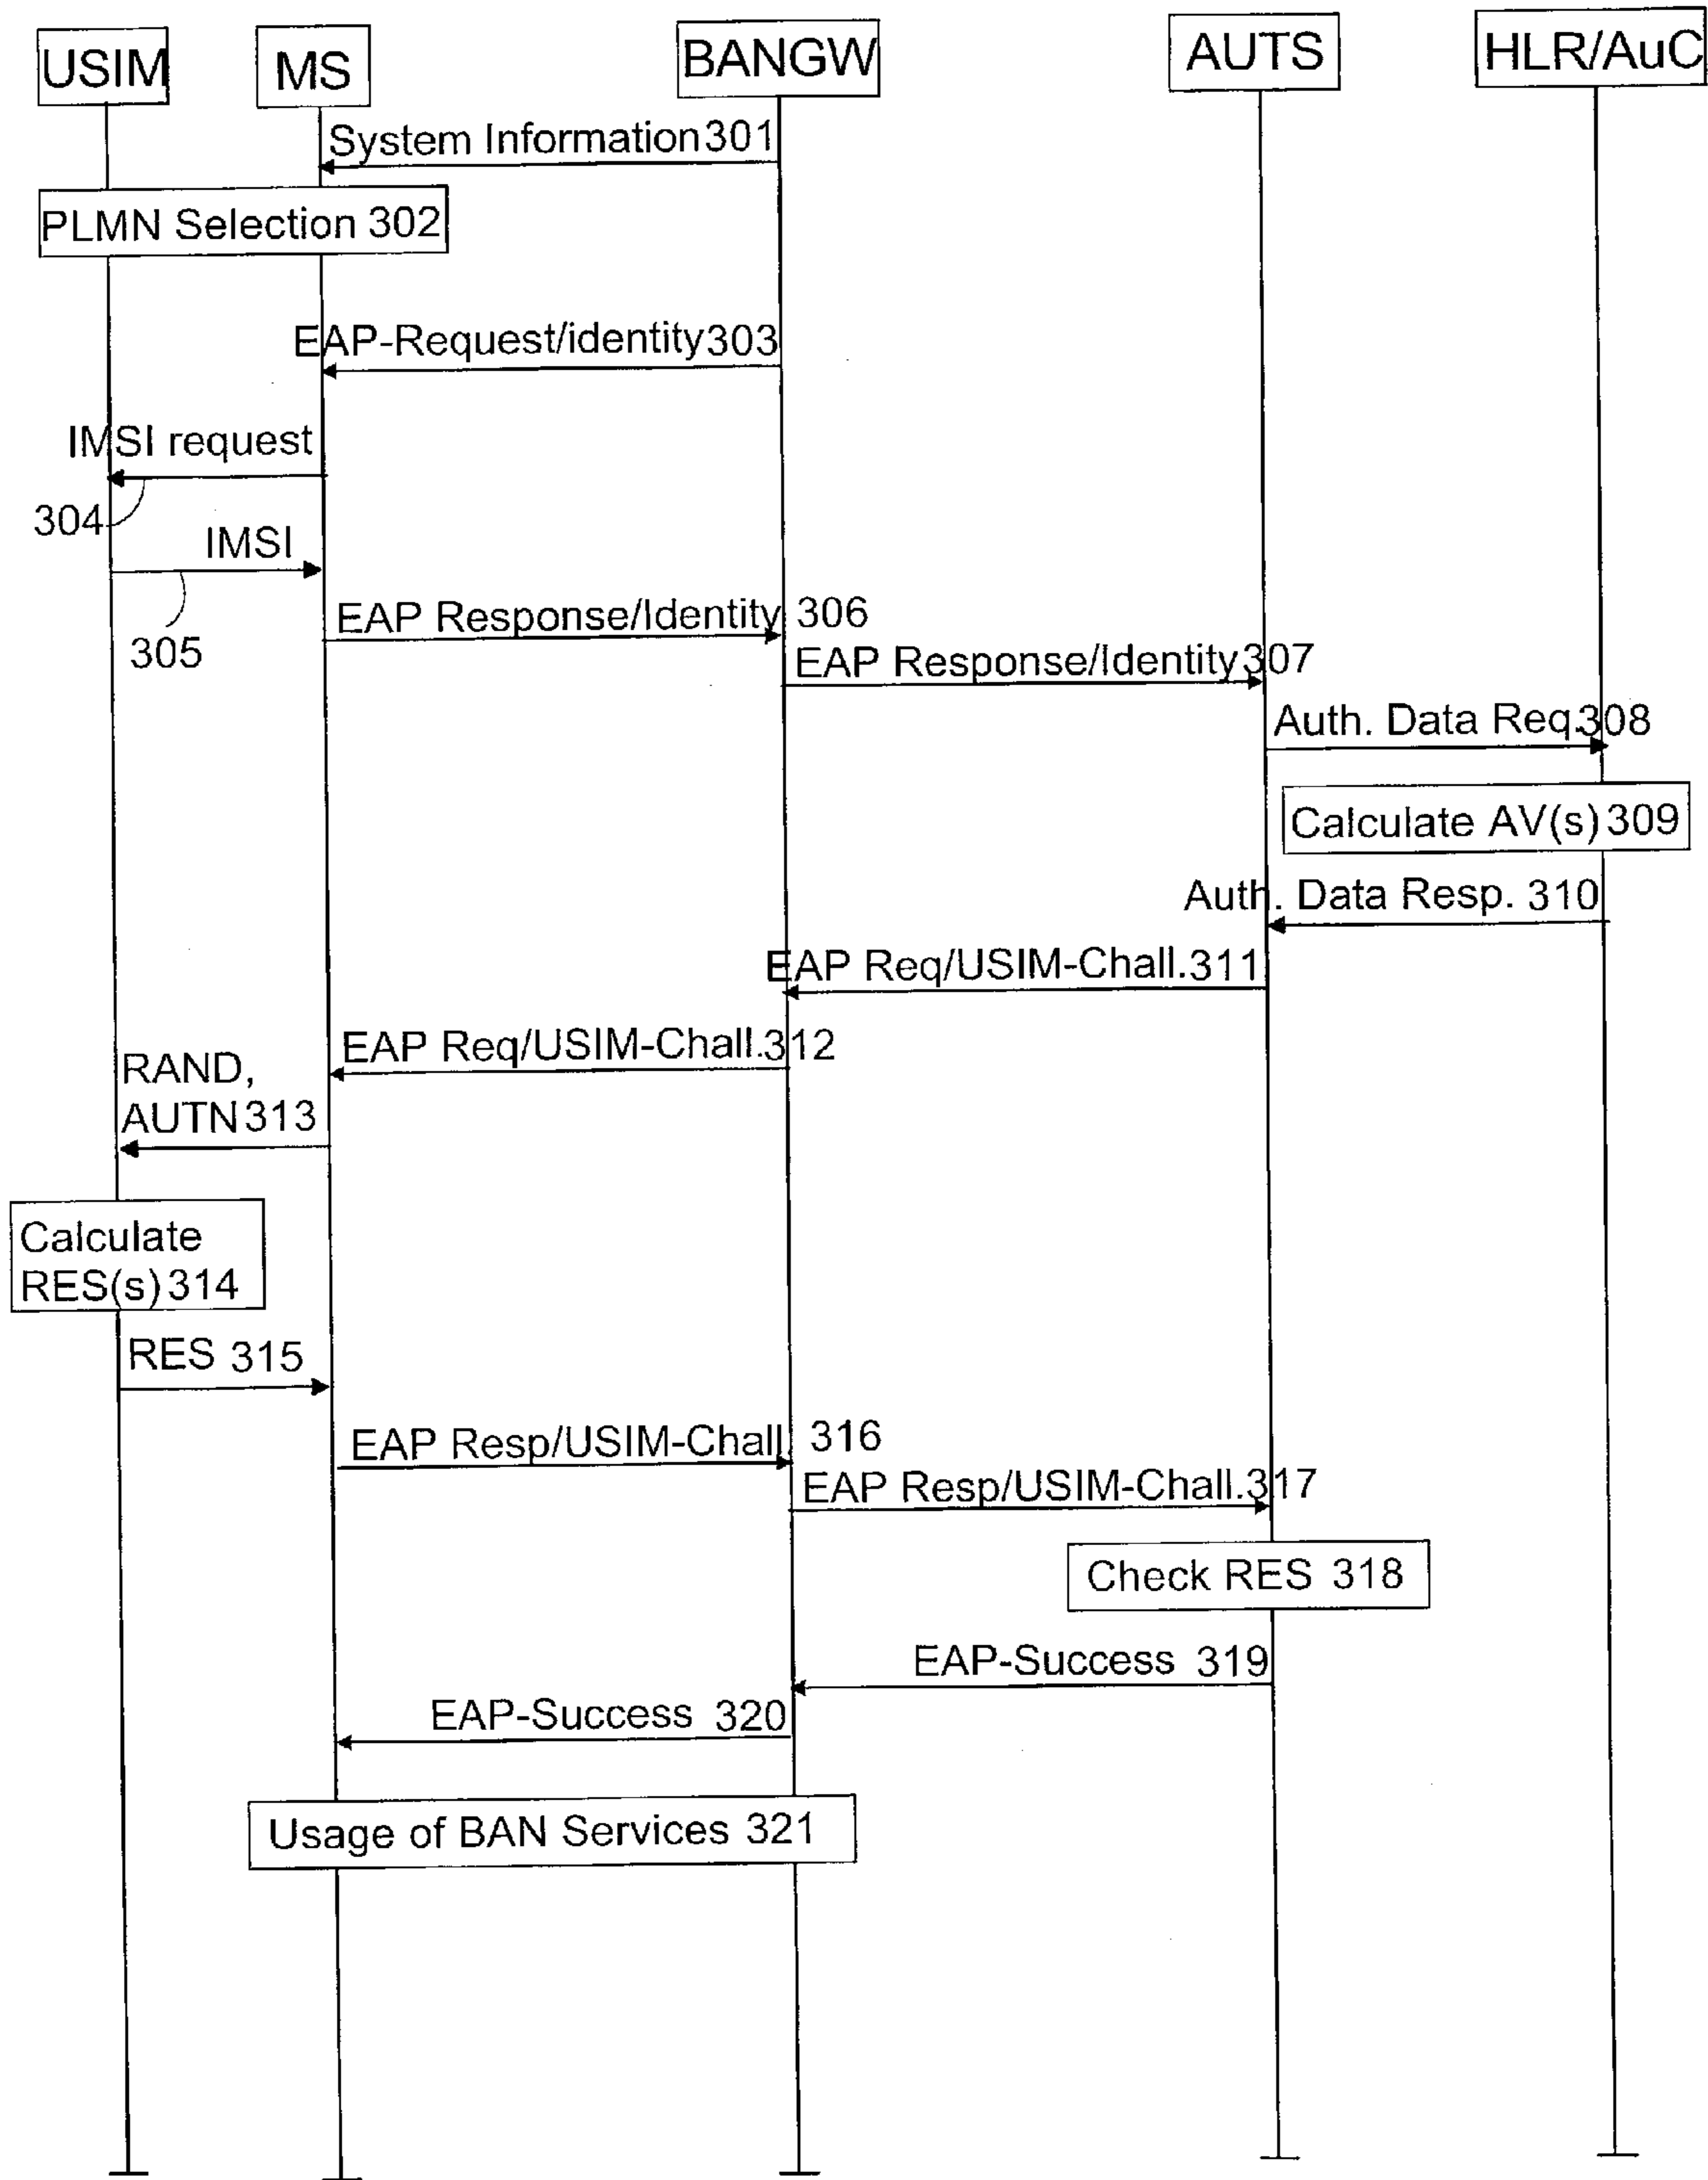 USIM MS BANGW AUTS HLR/AuC
System Information 301
PLMN Selection 302
EAP-Request/identity 303
IMSI request
304
IMSI
305
EAP Response/Identity 306
EAP Response/Identity 307
Auth. Data Req. 308
Calculate AV(s) 309
Auth. Data Resp. 310
EAP Req/USIM-Chall. 311
EAP Req/USIM-Chall. 312
RAND,
AUTN 313
Calculate
RES(s) 314
RES 315
EAP Resp/USIM-Chall. 316
EAP Resp/USIM-Chall. 317
Check RES 318
EAP-Success 319
EAP-Success 320
Usage of BAN Services 321